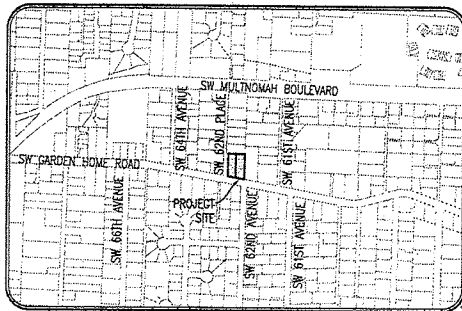 SW MULTNOMAH BOULEVARD
SW 64TH AVENUE
SW 62ND PLACE
SW 61ST AVENUE
SW GARDEN HOME ROAD
PROJECT
SITE
SW 66TH AVENUE
SW 62ND AVENUE
SW 61ST AVENUE